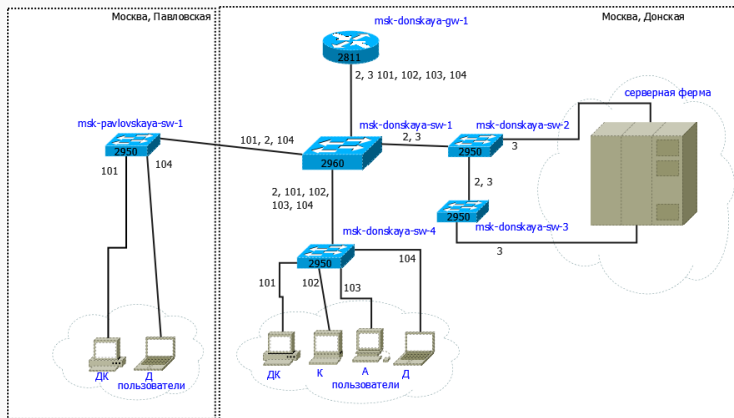 Москва, Павловская
Москва, Донская
msk-donskaya-gw-1
2811
2, 3 101, 102, 103, 104
серверная ферма
msk-pavlovskaya-sw-1
2950
101, 2, 104
msk-donskaya-sw-1
2960
2, 3
msk-donskaya-sw-2
2950
3
101
104
2, 101, 102,
103, 104
2, 3
2950
msk-donskaya-sw-3
3
msk-donskaya-sw-4
2950
101
102
103
104
ДК
Д
пользователи
ДК
К
А
Д
пользователи